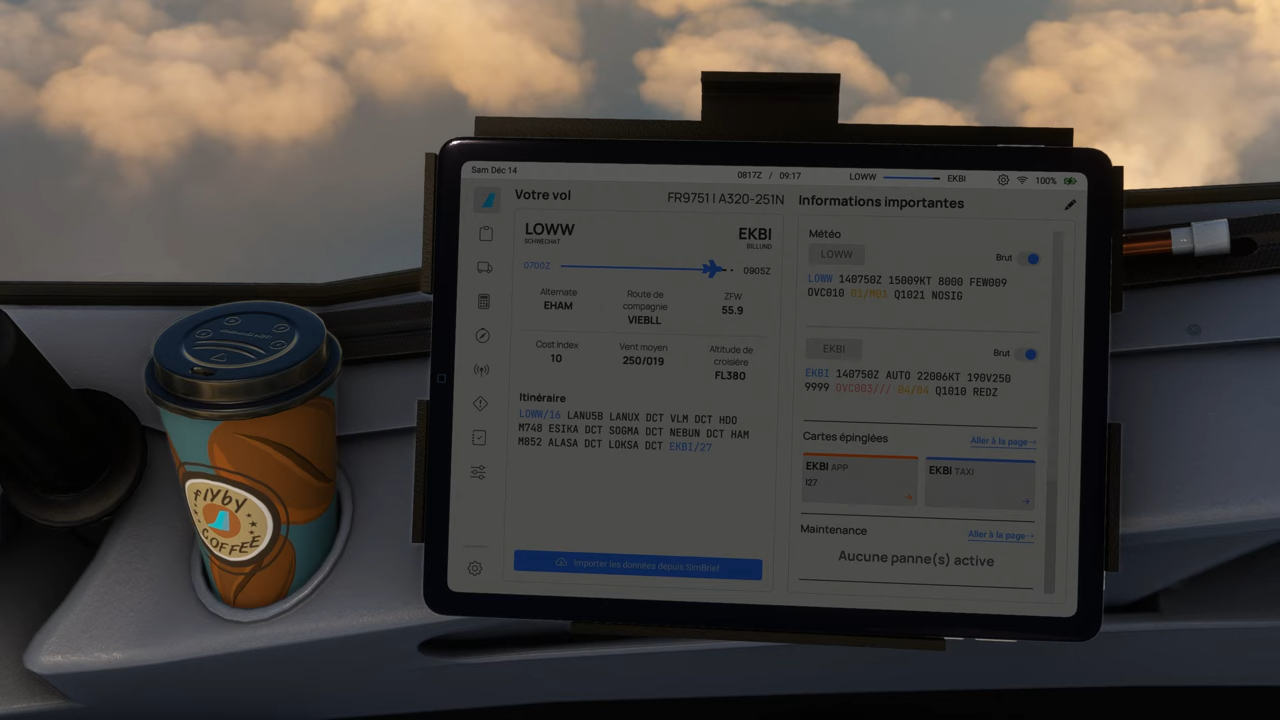 Sam Déc 14
0817Z / 09:17
LOWW
EKBI
100%
Votre vol
FR9751 | A320-251N
LOWW
SCHWECHAT
EKBI
BILLUND
0700Z
0905Z
Alternate
EHAM
Route de
compagnie
VIEBLL
ZFW
55.9
Cost index
10
Vent moyen
250/019
Altitude de
croisière
FL380
Itinéraire
LOWW/16 LANU5B LANUX DCT VLM DCT HDO
M748 ESIKA DCT SOGMA DCT NEBUN DCT HAM
M852 ALASA DCT LOKSA DCT EKBI/27
Importer les données depuis SimBrief
Informations importantes
Météo
LOWW
Brut
LOWW 140750Z 15009KT 8000 FEW009
OVC010 01/M01 Q1021 NOSIG
EKBI
Brut
EKBI 140750Z AUTO 22006KT 190V250
9999 OVC003/// 04/04 Q1010 REDZ
Cartes épinglées
Aller à la page
EKBI APP
I27
EKBI TAXI
Maintenance
Aller à la page
Aucune panne(s) active
flyby
COFFEE